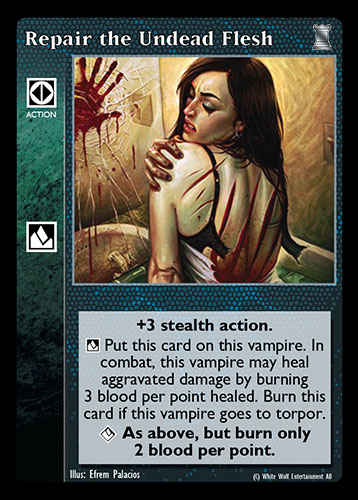 Repair the Undead Flesh
ACTION
+3 stealth action.
Put this card on this vampire. In
combat, this vampire may heal
aggravated damage by burning
3 blood per point healed. Burn this
card if this vampire goes to torpor.
As above, but burn only
2 blood per point.
Illus: Efrem Palacios
(C) White Wolf Entertainment AB